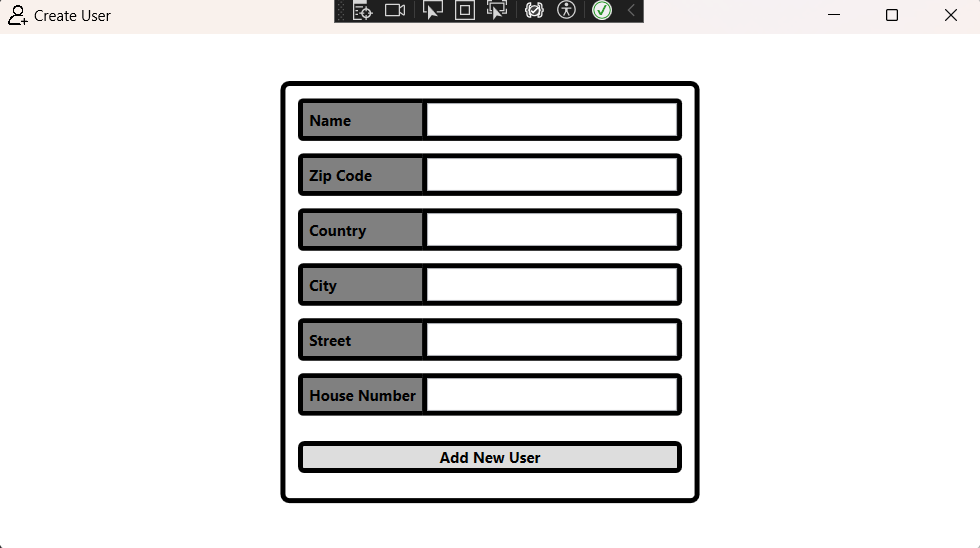 Create User
Name
Zip Code
Country
City
Street
House Number
Add New User